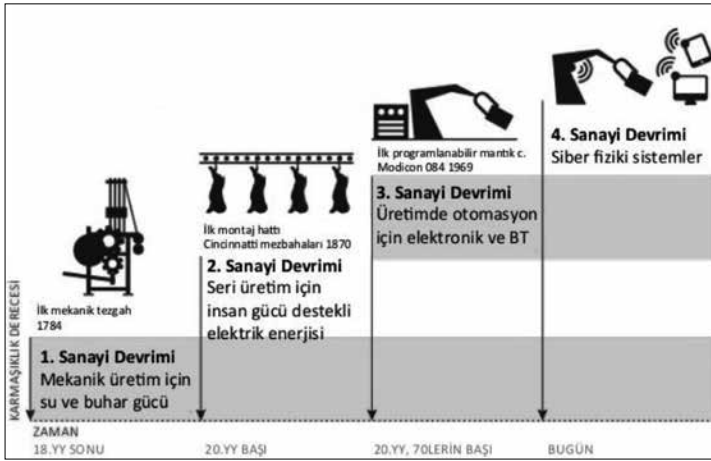 KARMAŞIKLIK DERECESİ
İlk mekanik tezgah
1784
1. Sanayi Devrimi
Mekanik üretim için
su ve buhar gücü
İlk montaj hattı
Cincinnatti mezbahaları 1870
2. Sanayi Devrimi
Seri üretim için
insan gücü destekli
elektrik enerjisi
İlk programlanabilir mantık c.
Modicon 084 1969
3. Sanayi Devrimi
Üretimde otomasyon
için elektronik ve BT
4. Sanayi Devrimi
Siber fiziki sistemler
ZAMAN
18.YY SONU
20.YY BAŞI
20.YY, 70LERİN BAŞI
BUGÜN